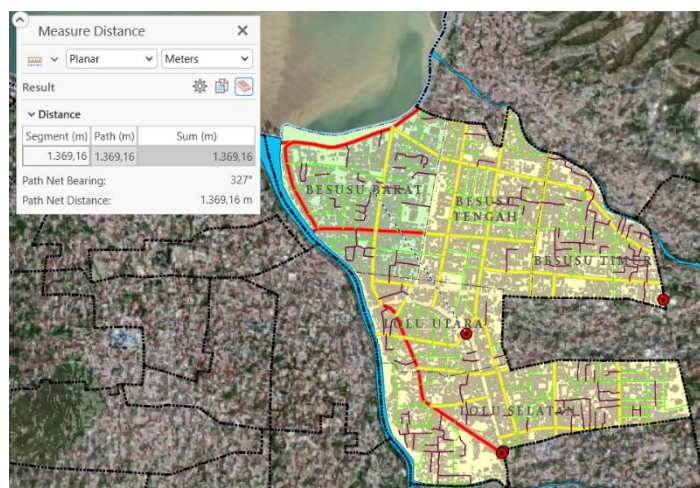 Measure Distance
Planar
Meters
Result
Distance
Segment (m) Path (m) Sum (m)
1.369,16 1.369,16 1.369,16
Path Net Bearing: 327°
Path Net Distance: 1.369,16 m
BESUSU BARAT
BESUSU
TENGAH
BESUSU TIMUR
LOLU UTARA
LOLU SELATAN